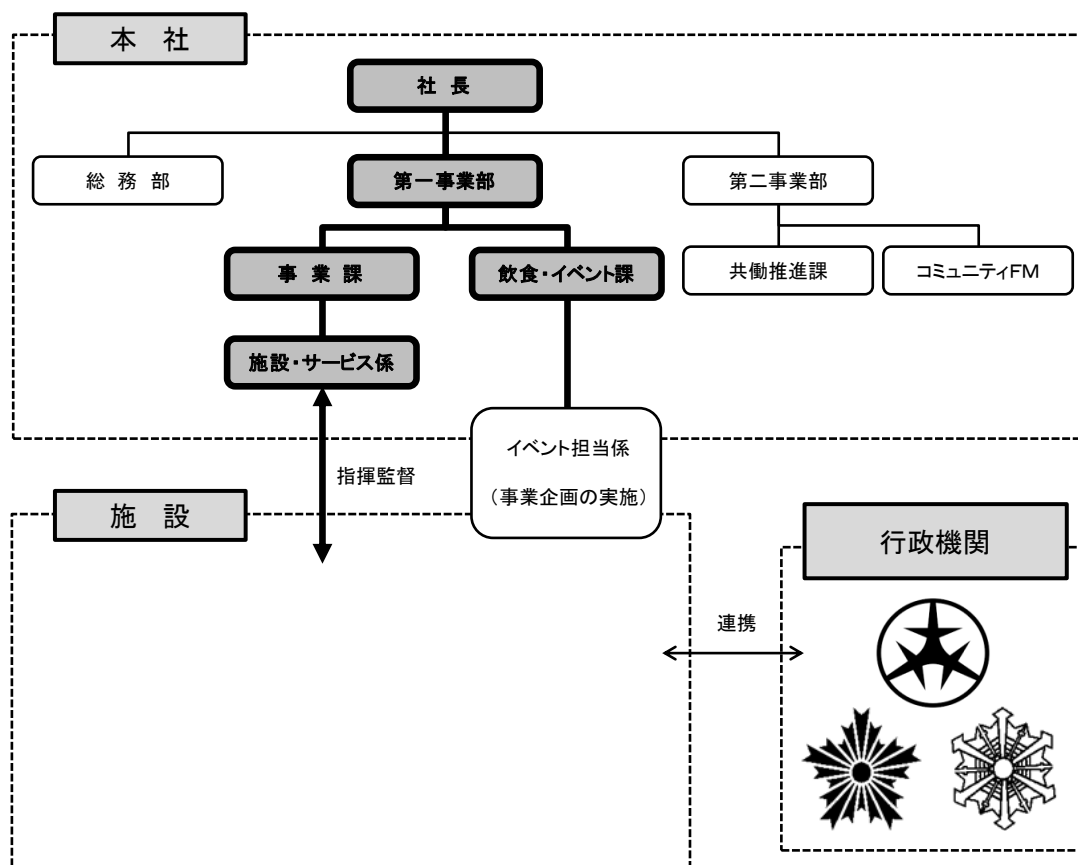 本 社
社 長
総 務 部
第一事業部
第二事業部
事 業 課
飲食・イベント課
共働推進課
コミュニティFM
施設・サービス係
イベント担当係
（事業企画の実施）
指揮監督
施 設
行政機関
連携